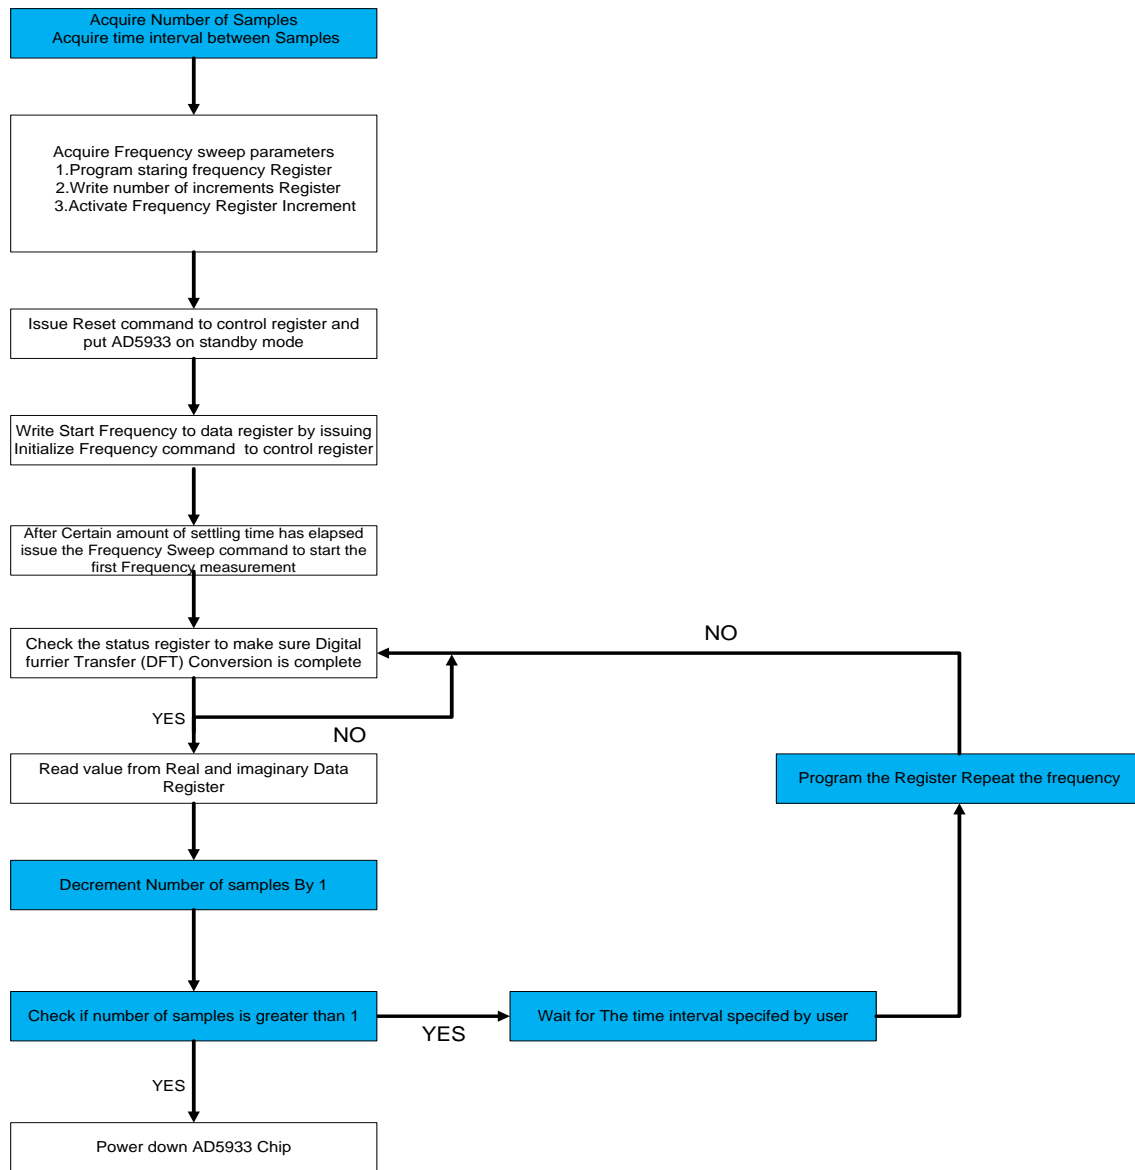 Acquire Number of Samples
Acquire time interval between Samples
Acquire Frequency sweep parameters
1.Program staring frequency Register
2.Write number of increments Register
3.Activate Frequency Register Increment
Issue Reset command to control register and
put AD5933 on standby mode
Write Start Frequency to data register by issuing
Initialize Frequency command to control register
After Certain amount of settling time has elapsed
issue the Frequency Sweep command to start the
first Frequency measurement
Check the status register to make sure Digital
furrier Transfer (DFT) Conversion is complete
NO
YES
NO
Read value from Real and imaginary Data
Register
Program the Register Repeat the frequency
Decrement Number of samples By 1
Check if number of samples is greater than 1
YES
Wait for The time interval specifed by user
YES
Power down AD5933 Chip